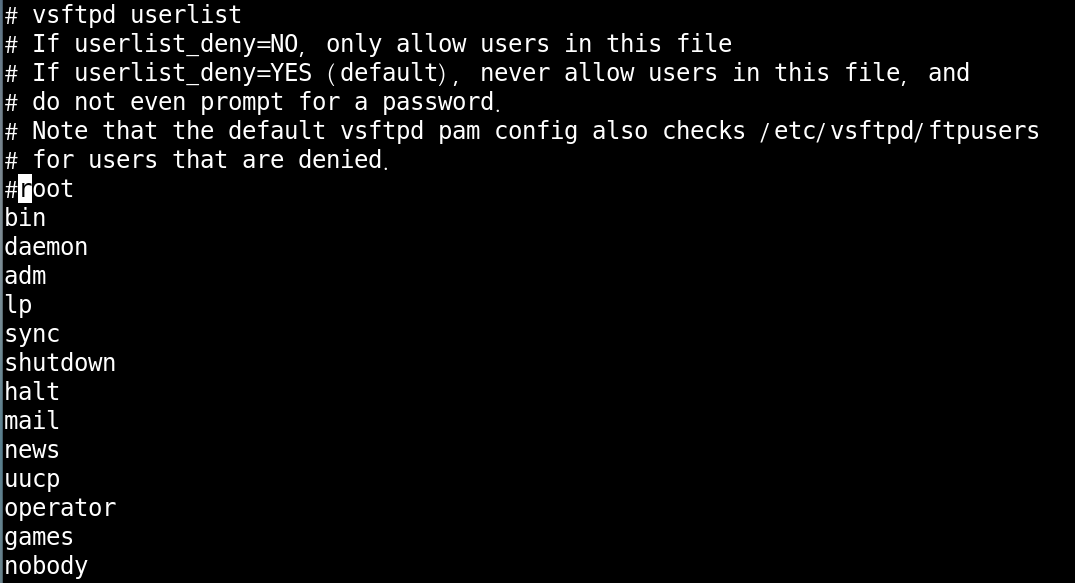 # vsftpd userlist
# If userlist_deny=NO, only allow users in this file
# If userlist_deny=YES (default), never allow users in this file, and
# do not even prompt for a password.
# Note that the default vsftpd pam config also checks /etc/vsftpd/ftpusers
# for users that are denied.
#root
bin
daemon
adm
lp
sync
shutdown
halt
mail
news
uucp
operator
games
nobody